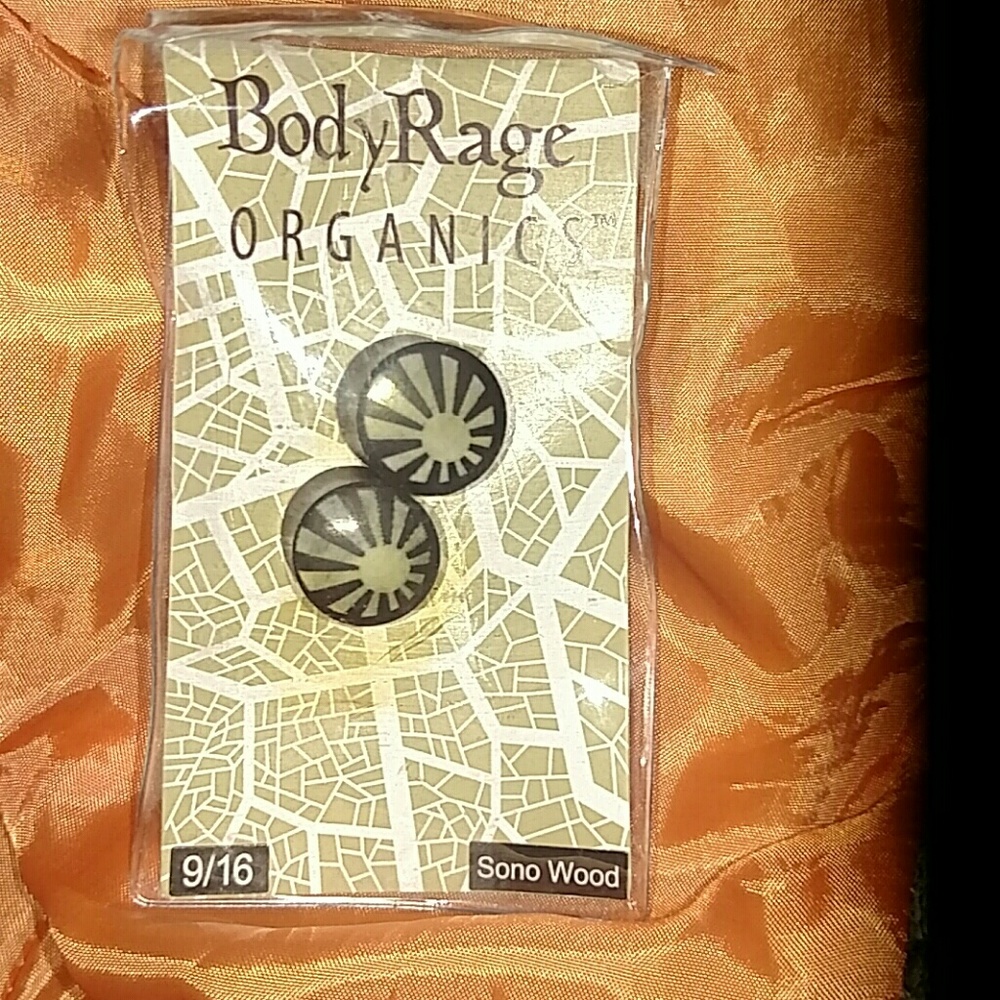 BodyRage
ORGANICS™
9/16
Sono Wood